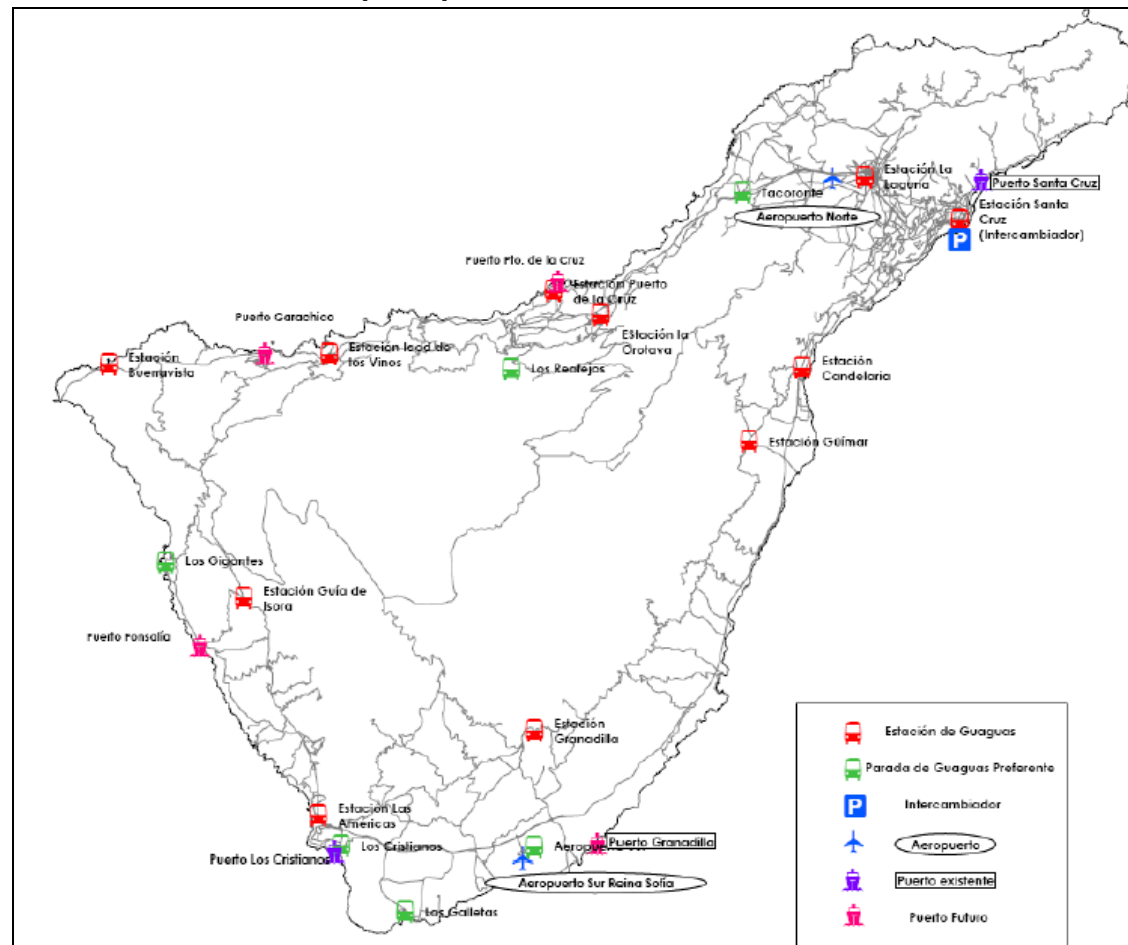 Estación La
Laguna
Puerto Santa Cruz
Tacoronte
Aeropuerto Norte
Estación Santa
Cruz
(Intercambiador)
P
Puerto Pto. de la Cruz
Estación Puerto
de la Cruz
Puerto Garachico
Estación la
Orotava
Estación Icod de
los Vinos
Estación
Buenavista
Los Realejos
Estación
Candelaria
Estación Güímar
Los Gigantes
Estación Guía de
Isora
Puerto Fonsalía
Estación
Granadilla
Estación de Guaguas
Parada de Guaguas Preferente
P
Intercambiador
Aeropuerto
Puerto existente
Puerto Futuro
Estación Las
Américas
Los Cristianos
Puerto Los Cristianos
Aeropuerto Sur
Puerto Granadilla
Aeropuerto Sur Reina Sofía
Las Galletas